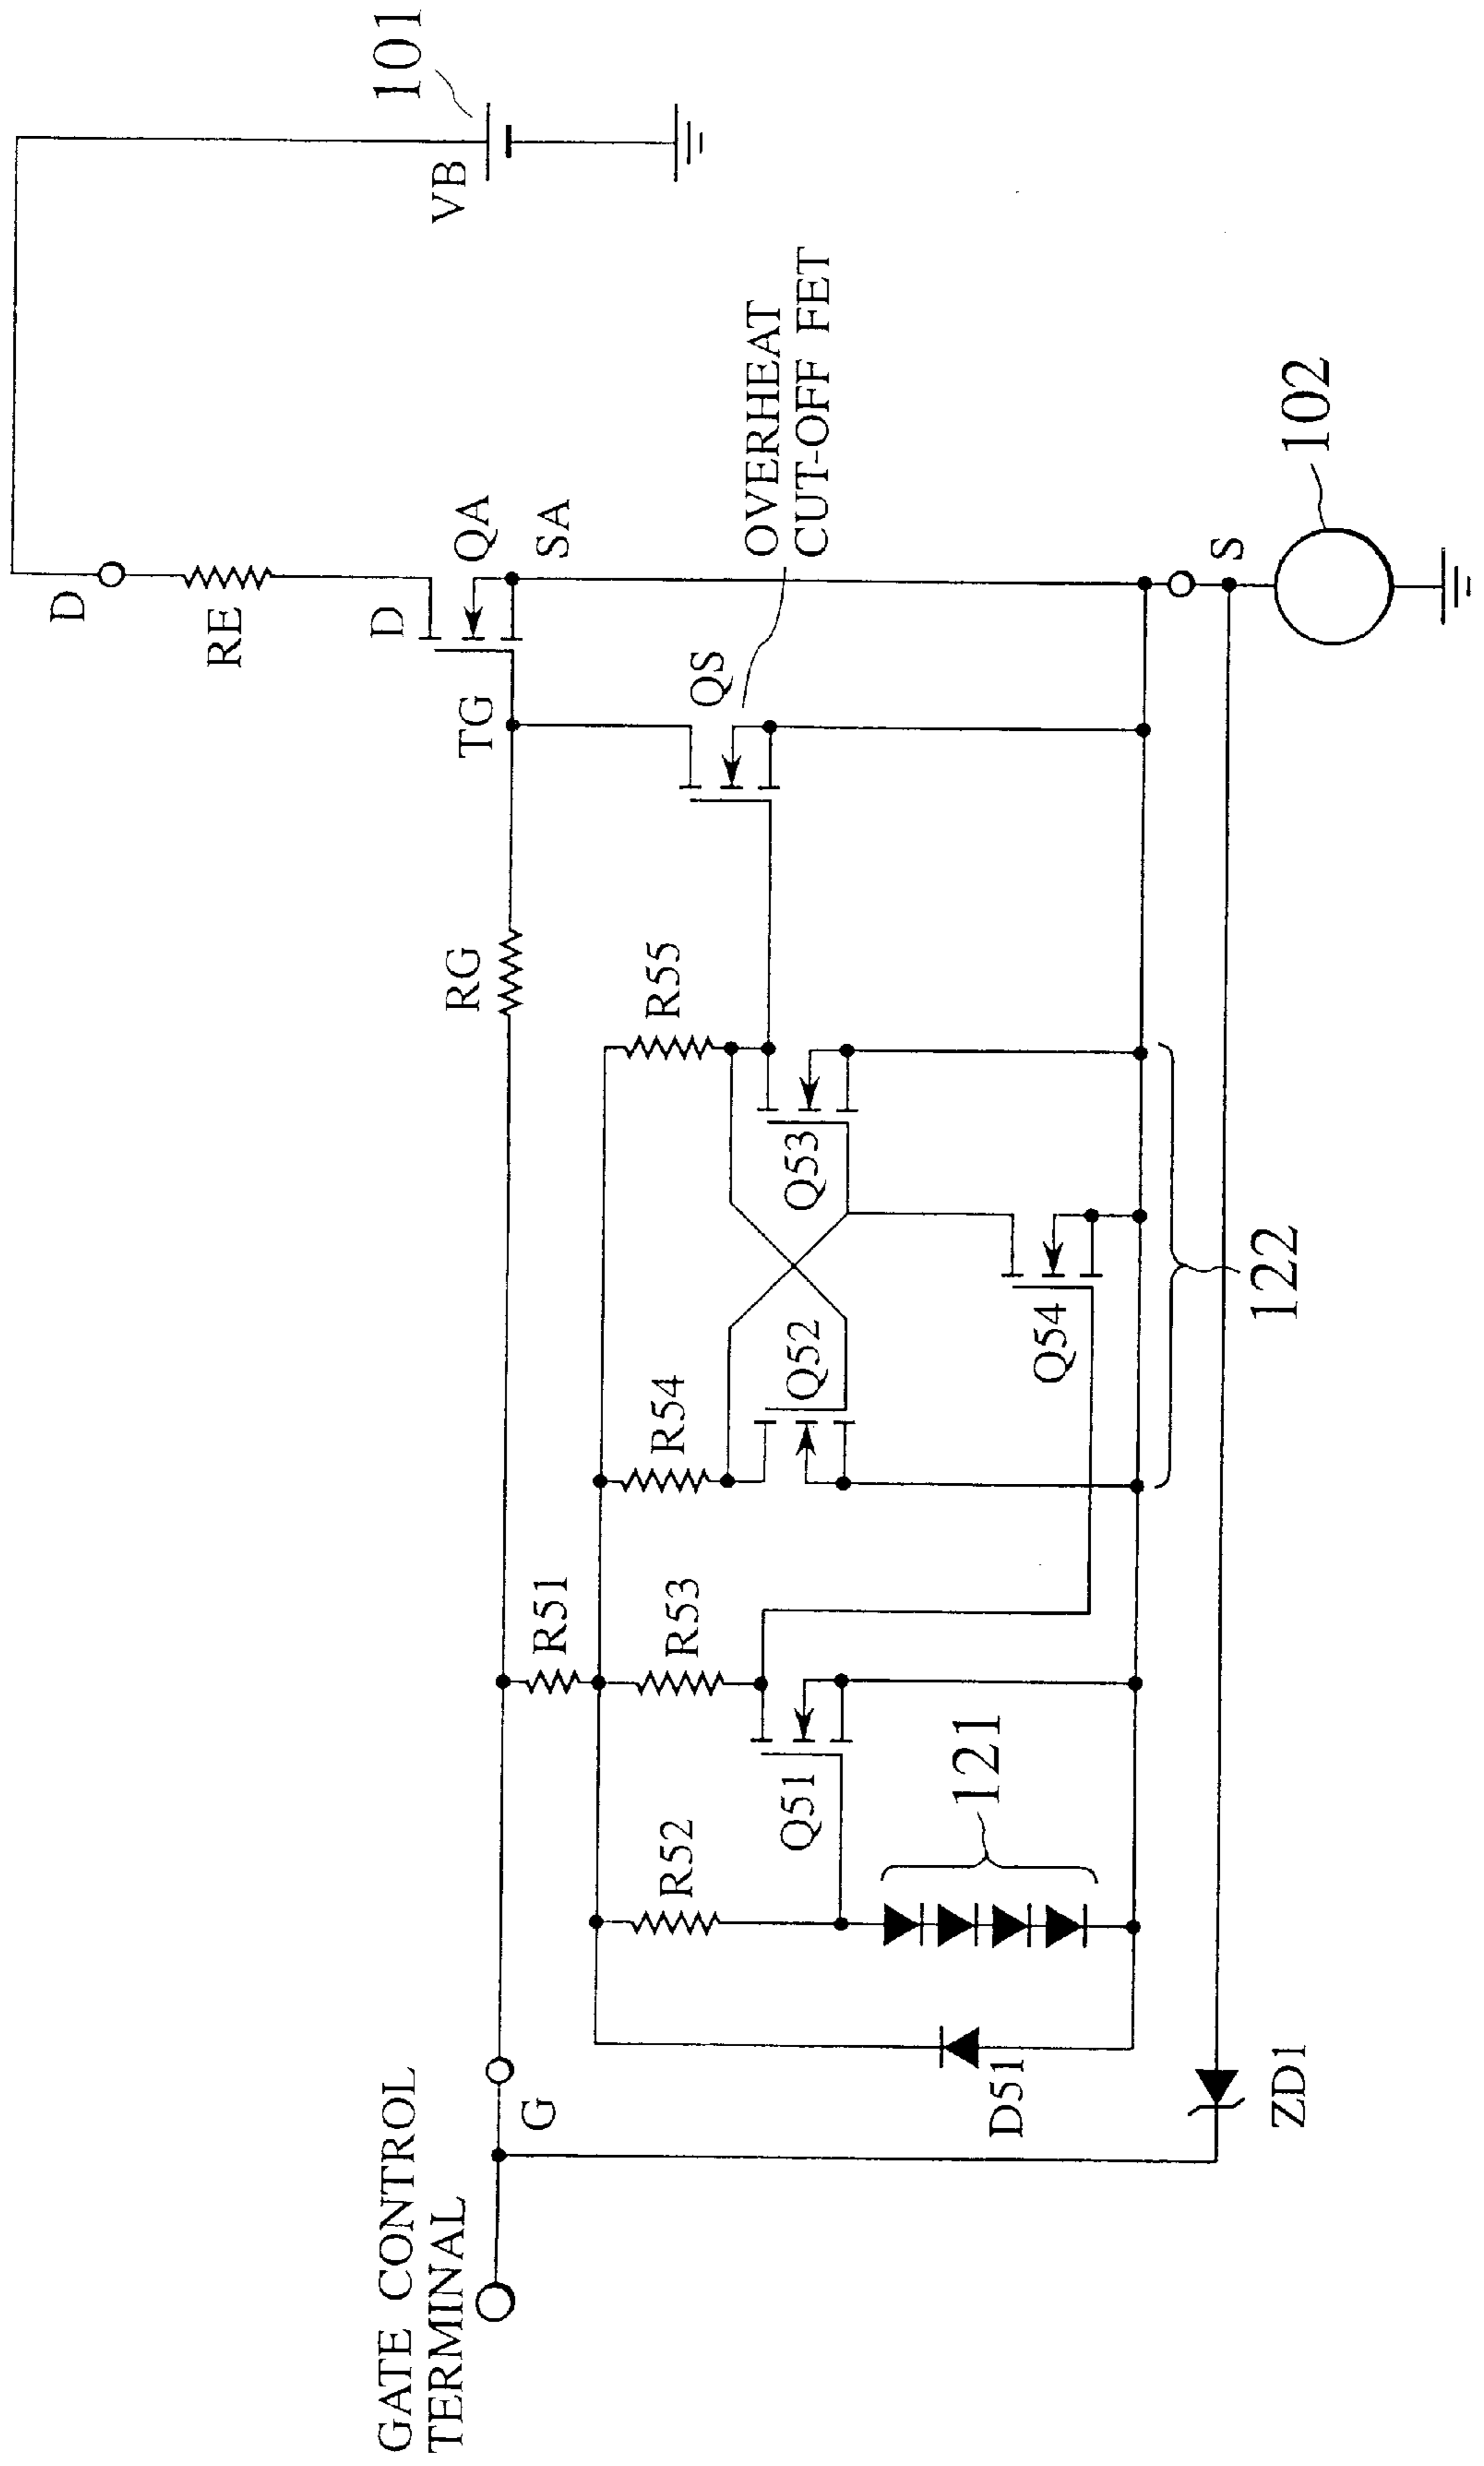 101
VB
D
RE
D
QA
SA
TG
QS
OVERHEAT
CUT-OFF FET
S
102
RG
R55
Q53
R54
Q52
Q54
122
R51
R53
R52
Q51
121
D51
ZD1
G
GATE CONTROL
TERMINAL